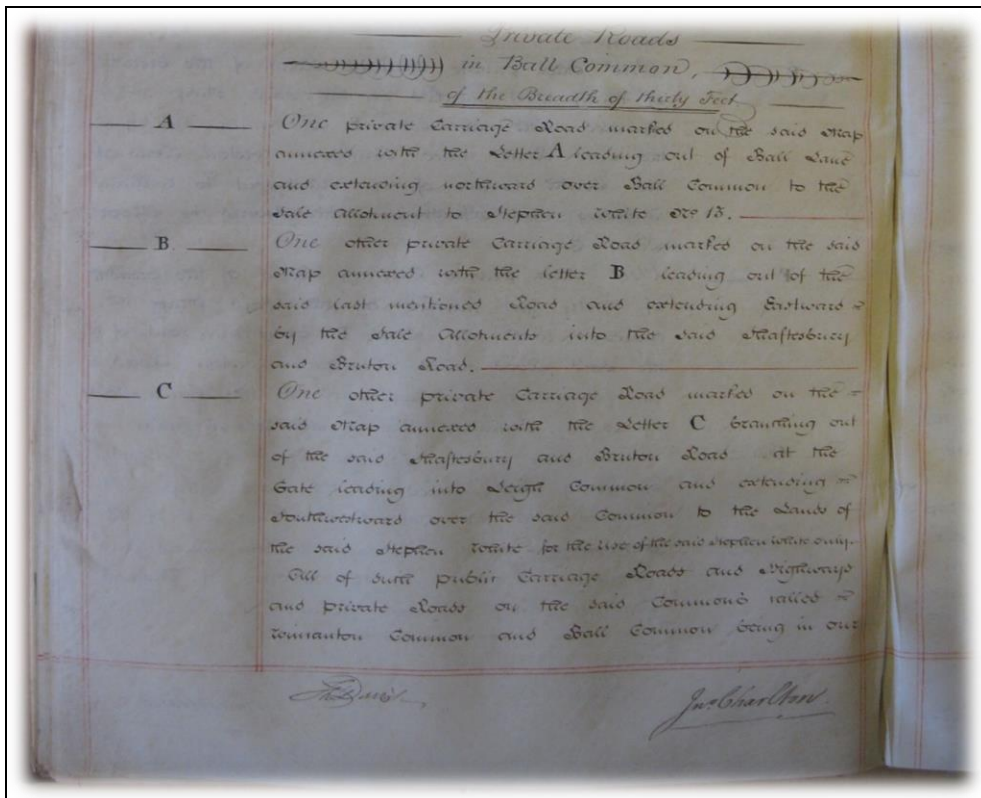 Private Roads
in Ball Common,
of the Breadth of thirty Feet
A
One private Carriage Road marked on the said Map
annexed with the Letter A leading out of Ball Lane
and extending northward over Ball Common to the
Sale Allotment to Stephen White No 13.
B
One other private Carriage Road marked on the said
Map annexed with the letter B leading out of the
said last mentioned Road and extending Eastward
by the Sale Allotments into the said Shaftesbury
and Bruton Road.
C
One other private Carriage Road marked on the
said Map annexed with the Letter C branching out
of the said Shaftesbury and Bruton Road at the
Gate leading into Leigh Common and extending
Southwestward over the said Common to the Lands of
the said Stephen White for the Use of the said Stephen White only.
All of such public Carriage Roads and Highways
and private Roads on the said Commons called
Common and Ball Common being in our
Thos Davis
Jno Charlton